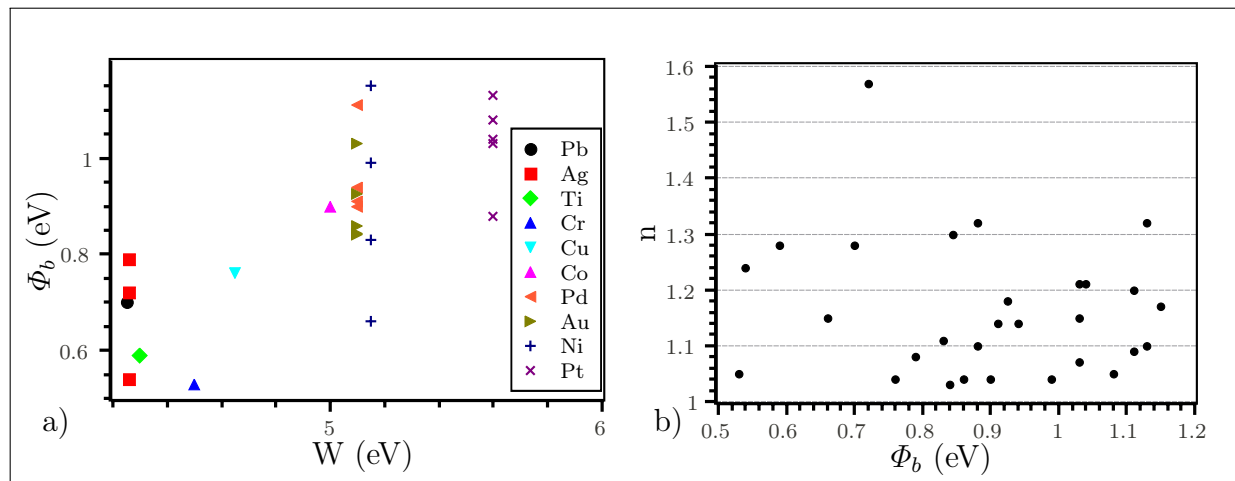 Φb (eV)
1
0.8
0.6
5
6
W (eV)
a)
Pb
Ag
Ti
Cr
Cu
Co
Pd
Au
Ni
Pt
n
1.6
1.5
1.4
1.3
1.2
1.1
1
0.5 0.6 0.7 0.8 0.9 1 1.1 1.2
Φb (eV)
b)